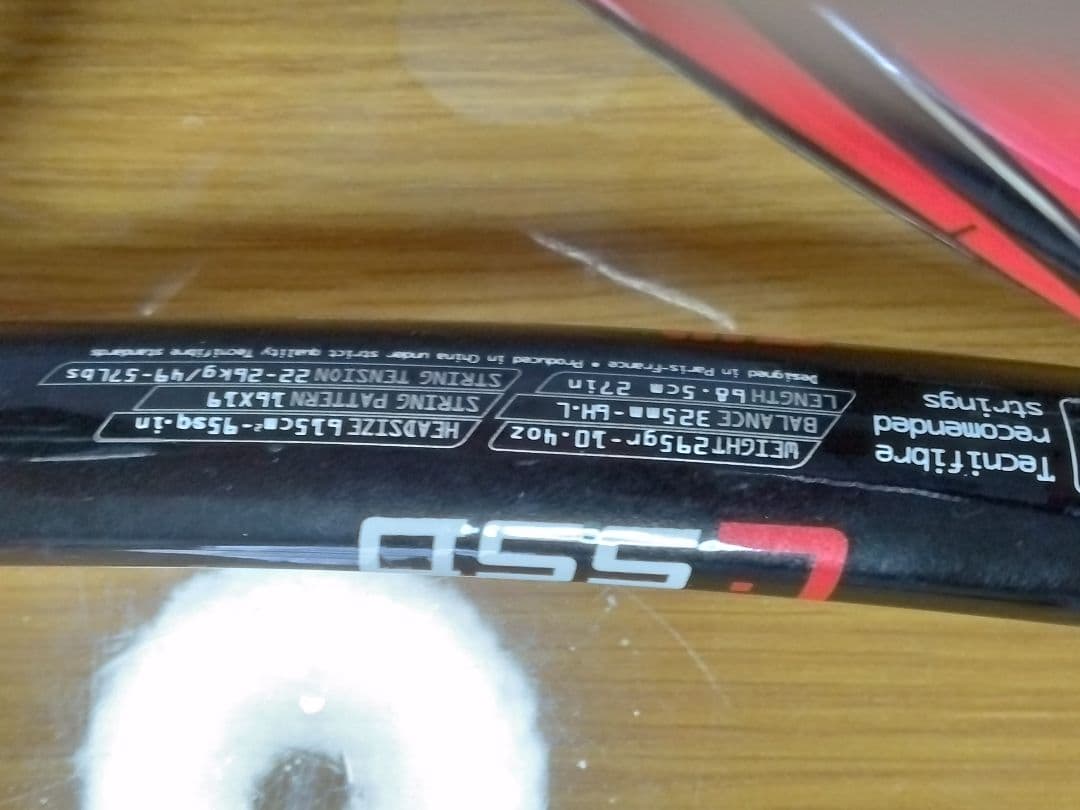 Tecnifibre
recomended
strings
WEIGHT 295gr-10.4oz
BALANCE 325mm-6H-L
LENGTH 68.5cm 27in
HEADSIZE 615cm²-95sq-in
STRING PATTERN 16X19
STRING TENSION 22-26kg/49-57Lbs
Designed in Paris-France • Produced in China under strict quality Tecnifibre standards